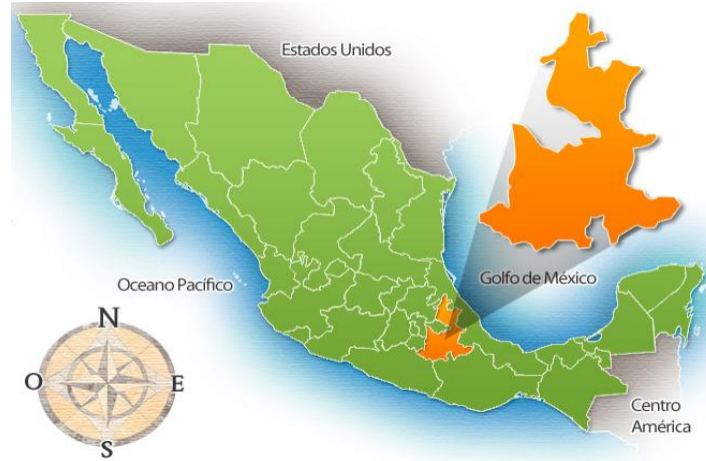 Estados Unidos
Golfo de México
Oceano Pacífico
N
O
E
S
Centro
América